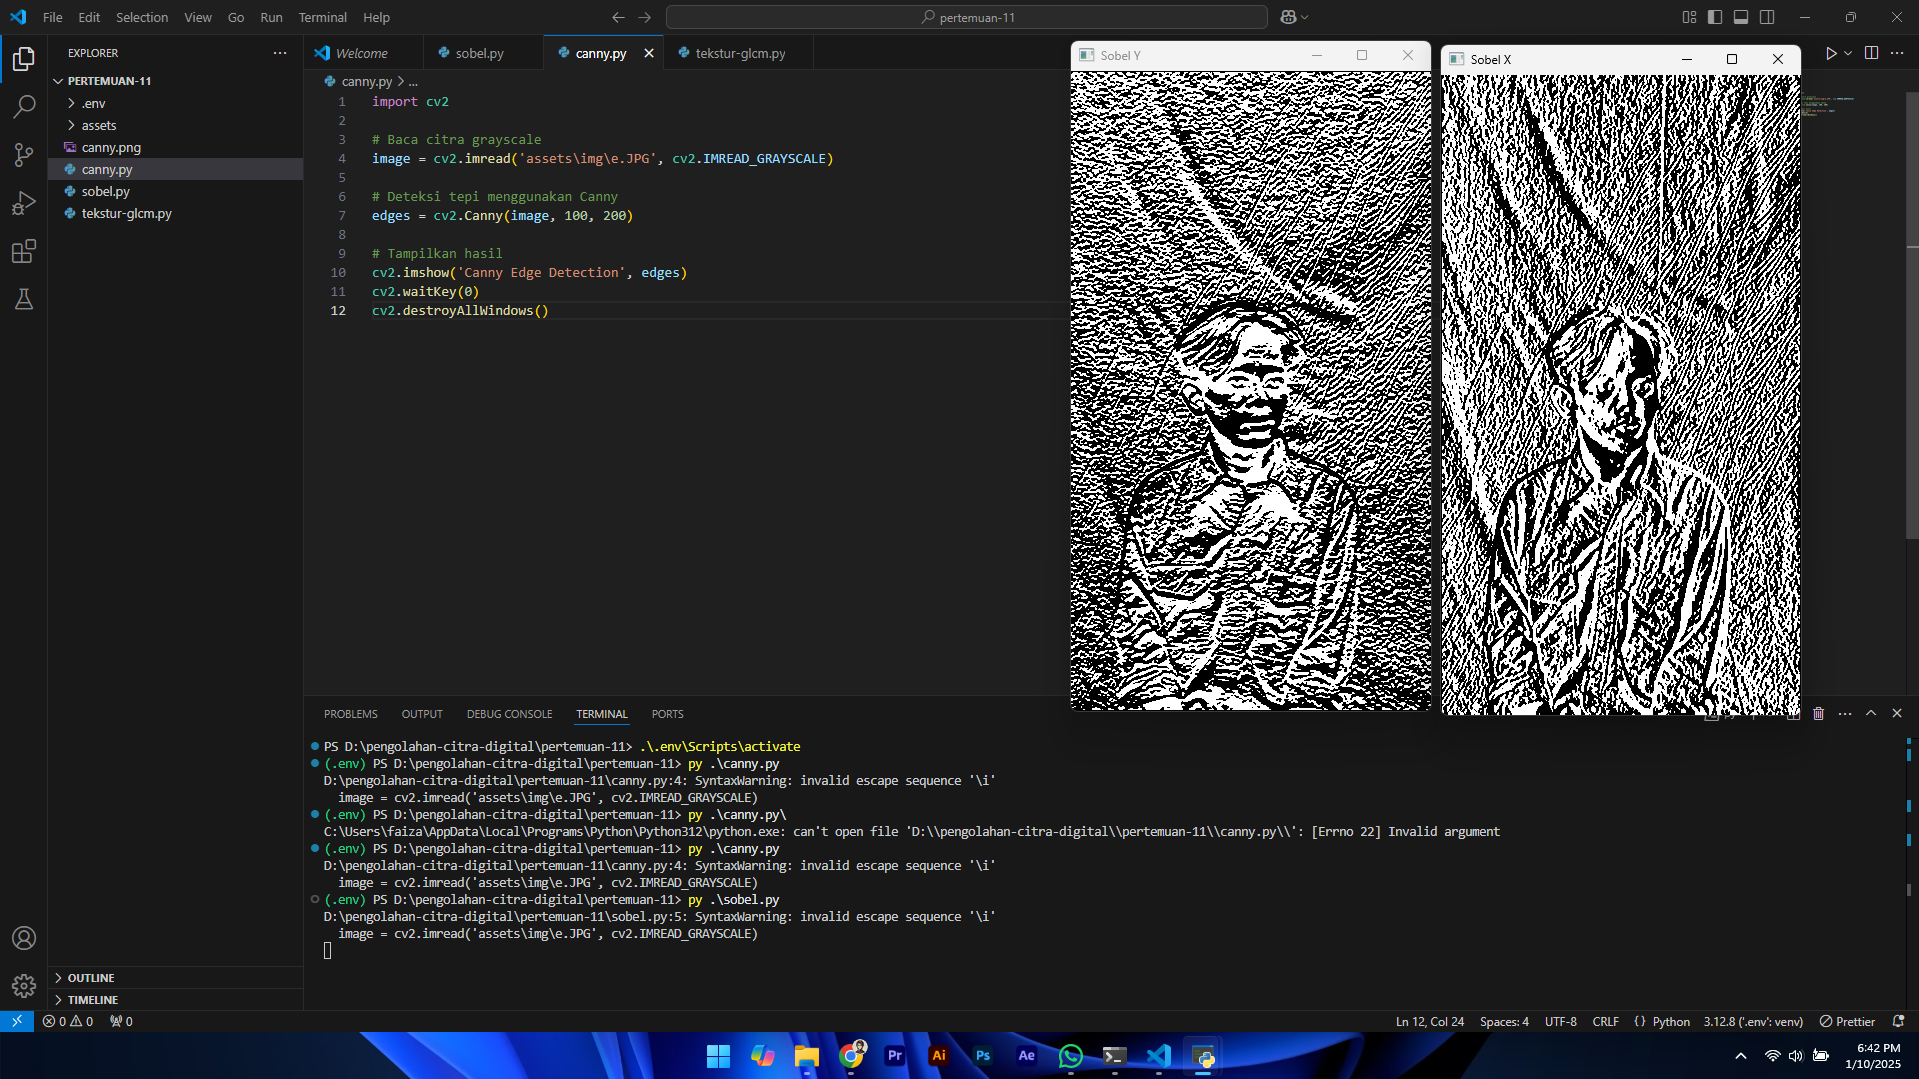 File Edit Selection View Go Run Terminal Help
pertemuan-11
EXPLORER
PERTEMUAN-11
.env
assets
canny.png
canny.py
sobel.py
tekstur-glcm.py
OUTLINE
TIMELINE
Welcome
sobel.py
canny.py
tekstur-glcm.py
canny.py > ...
1 import cv2
2
3 # Baca citra grayscale
4 image = cv2.imread('assets\img\e.JPG', cv2.IMREAD_GRAYSCALE)
5
6 # Deteksi tepi menggunakan Canny
7 edges = cv2.Canny(image, 100, 200)
8
9 # Tampilkan hasil
10 cv2.imshow('Canny Edge Detection', edges)
11 cv2.waitKey(0)
12 cv2.destroyAllWindows()
Sobel Y
Sobel X
PROBLEMS OUTPUT DEBUG CONSOLE TERMINAL PORTS
PS D:\pengolahan-citra-digital\pertemuan-11> .\.env\Scripts\activate
(.env) PS D:\pengolahan-citra-digital\pertemuan-11> py .\canny.py
D:\pengolahan-citra-digital\pertemuan-11\canny.py:4: SyntaxWarning: invalid escape sequence '\i'
image = cv2.imread('assets\img\e.JPG', cv2.IMREAD_GRAYSCALE)
(.env) PS D:\pengolahan-citra-digital\pertemuan-11> py .\canny.py\
C:\Users\Faiza\AppData\Local\Programs\Python\Python312\python.exe: can't open file 'D:\\pengolahan-citra-digital\\pertemuan-11\\canny.py\\': [Errno 22] Invalid argument
(.env) PS D:\pengolahan-citra-digital\pertemuan-11> py .\canny.py
D:\pengolahan-citra-digital\pertemuan-11\canny.py:4: SyntaxWarning: invalid escape sequence '\i'
image = cv2.imread('assets\img\e.JPG', cv2.IMREAD_GRAYSCALE)
(.env) PS D:\pengolahan-citra-digital\pertemuan-11> py .\sobel.py
D:\pengolahan-citra-digital\pertemuan-11\sobel.py:5: SyntaxWarning: invalid escape sequence '\i'
image = cv2.imread('assets\img\e.JPG', cv2.IMREAD_GRAYSCALE)
0 0 0
Ln 12, Col 24 Spaces: 4 UTF-8 CRLF {} Python 3.12.8 ('.env': venv) Prettier
Pr Ai Ps Ae
6:42 PM
1/10/2025